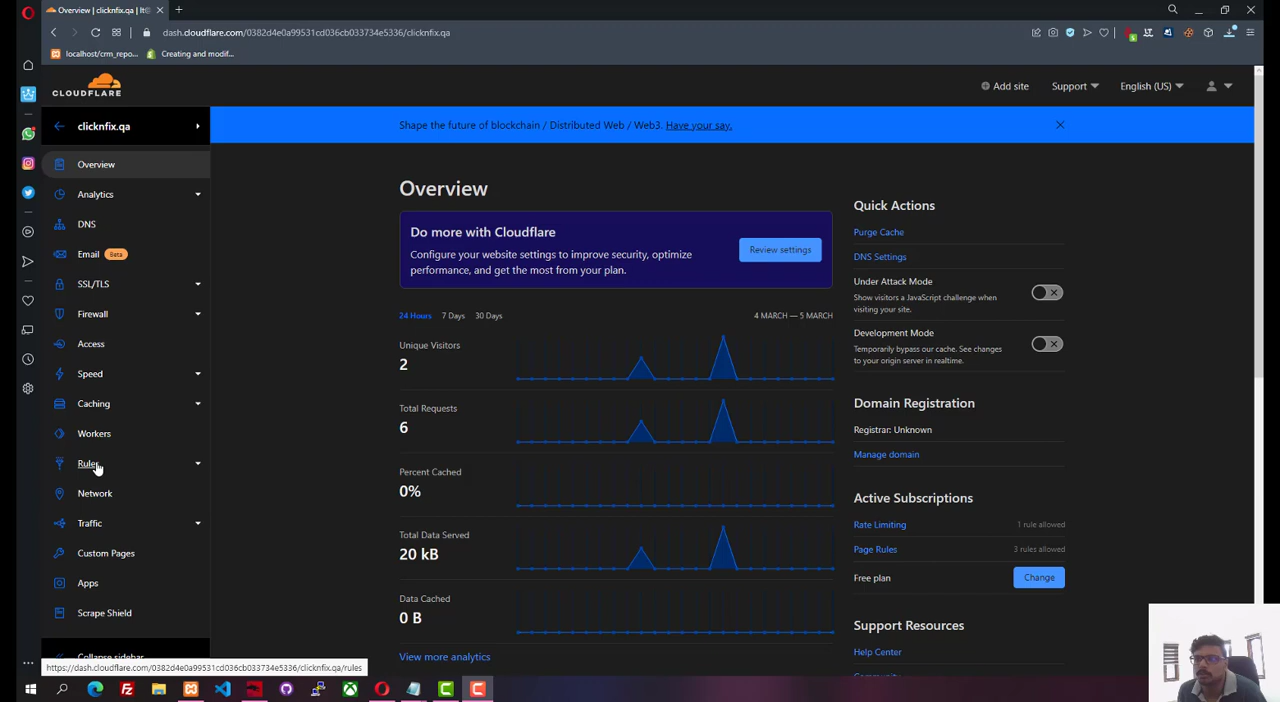 Overview | clicknfix.qa | It
dash.cloudflare.com/0382d4e0a99531cd036cb033734e5336/clicknfix.qa
localhost/crm_repo...
Creating and modif...
CLOUDFLARE
Add site
Support
English (US)
clicknfix.qa
Shape the future of blockchain / Distributed Web / Web3. Have your say.
Overview
Analytics
DNS
Email Beta
SSL/TLS
Firewall
Access
Speed
Caching
Workers
Rules
Network
Traffic
Custom Pages
Apps
Scrape Shield
Collapse sidebar
https://dash.cloudflare.com/0382d4e0a99531cd036cb033734e5336/clicknfix.qa/rules
Overview
Do more with Cloudflare
Configure your website settings to improve security, optimize
performance, and get the most from your plan.
Review settings
24 Hours 7 Days 30 Days
4 MARCH — 5 MARCH
Unique Visitors
2
Total Requests
6
Percent Cached
0%
Total Data Served
20 kB
Data Cached
0 B
View more analytics
Quick Actions
Purge Cache
DNS Settings
Under Attack Mode
Show visitors a JavaScript challenge when
visiting your site.
Development Mode
Temporarily bypass our cache. See changes
to your origin server in realtime.
Domain Registration
Registrar: Unknown
Manage domain
Active Subscriptions
Rate Limiting 1 rule allowed
Page Rules 3 rules allowed
Free plan Change
Support Resources
Help Center
Community